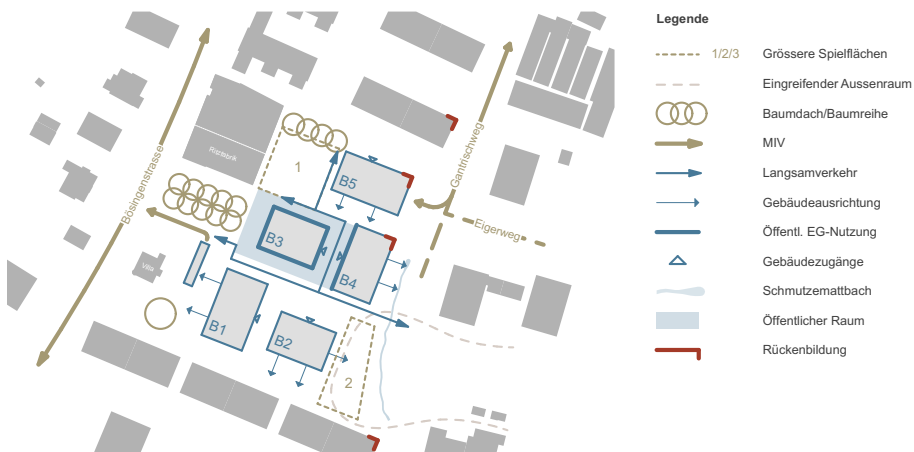 Legende
1/2/3 Grössere Spielflächen
Eingreifender Aussenraum
Baumdach/Baumreihe
MIV
Langsamverkehr
Gebäudeausrichtung
Öffentl. EG-Nutzung
Gebäudezugänge
Schmutzemattbach
Öffentlicher Raum
Rückenbildung
Bösingenstrasse
Gantrischweg
Eigerweg
1
B5
B3
B4
Villa
B1
B2
2